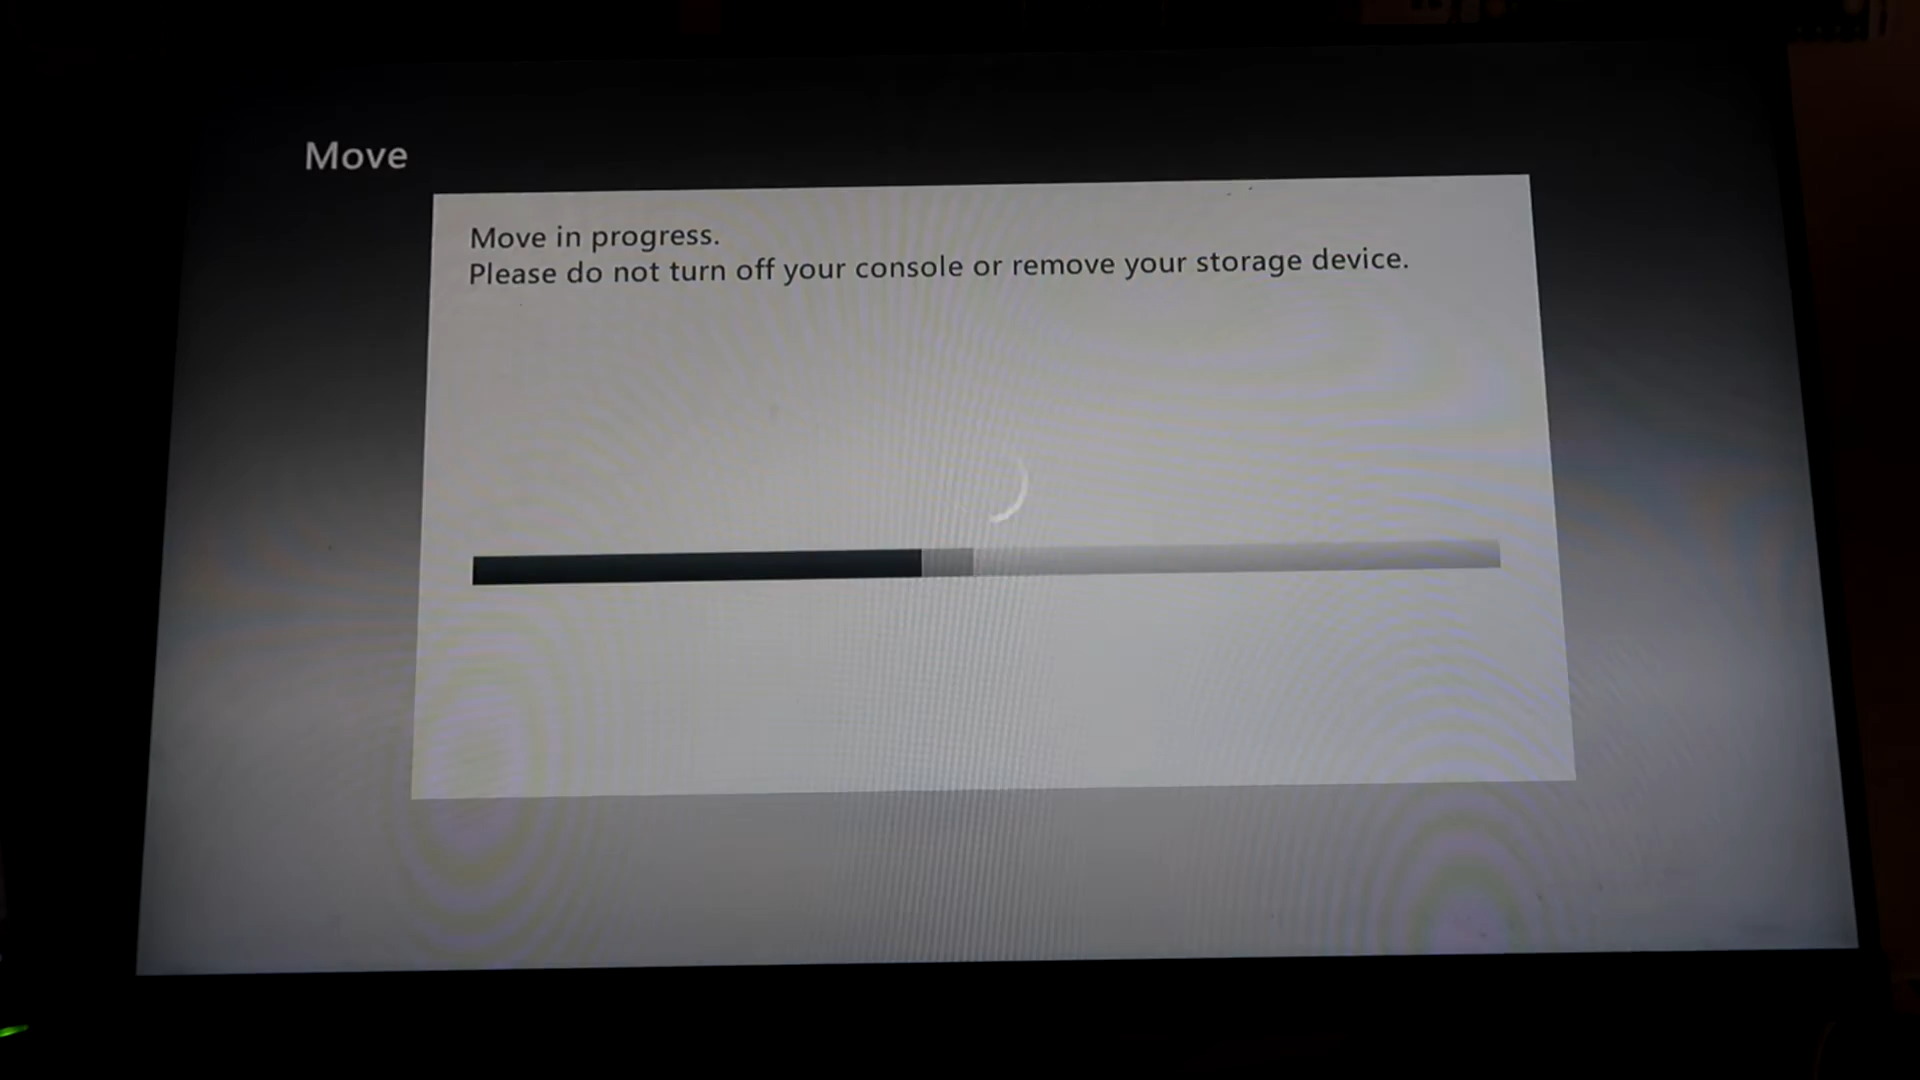 Move
Move in progress.
Please do not turn off your console or remove your storage device.